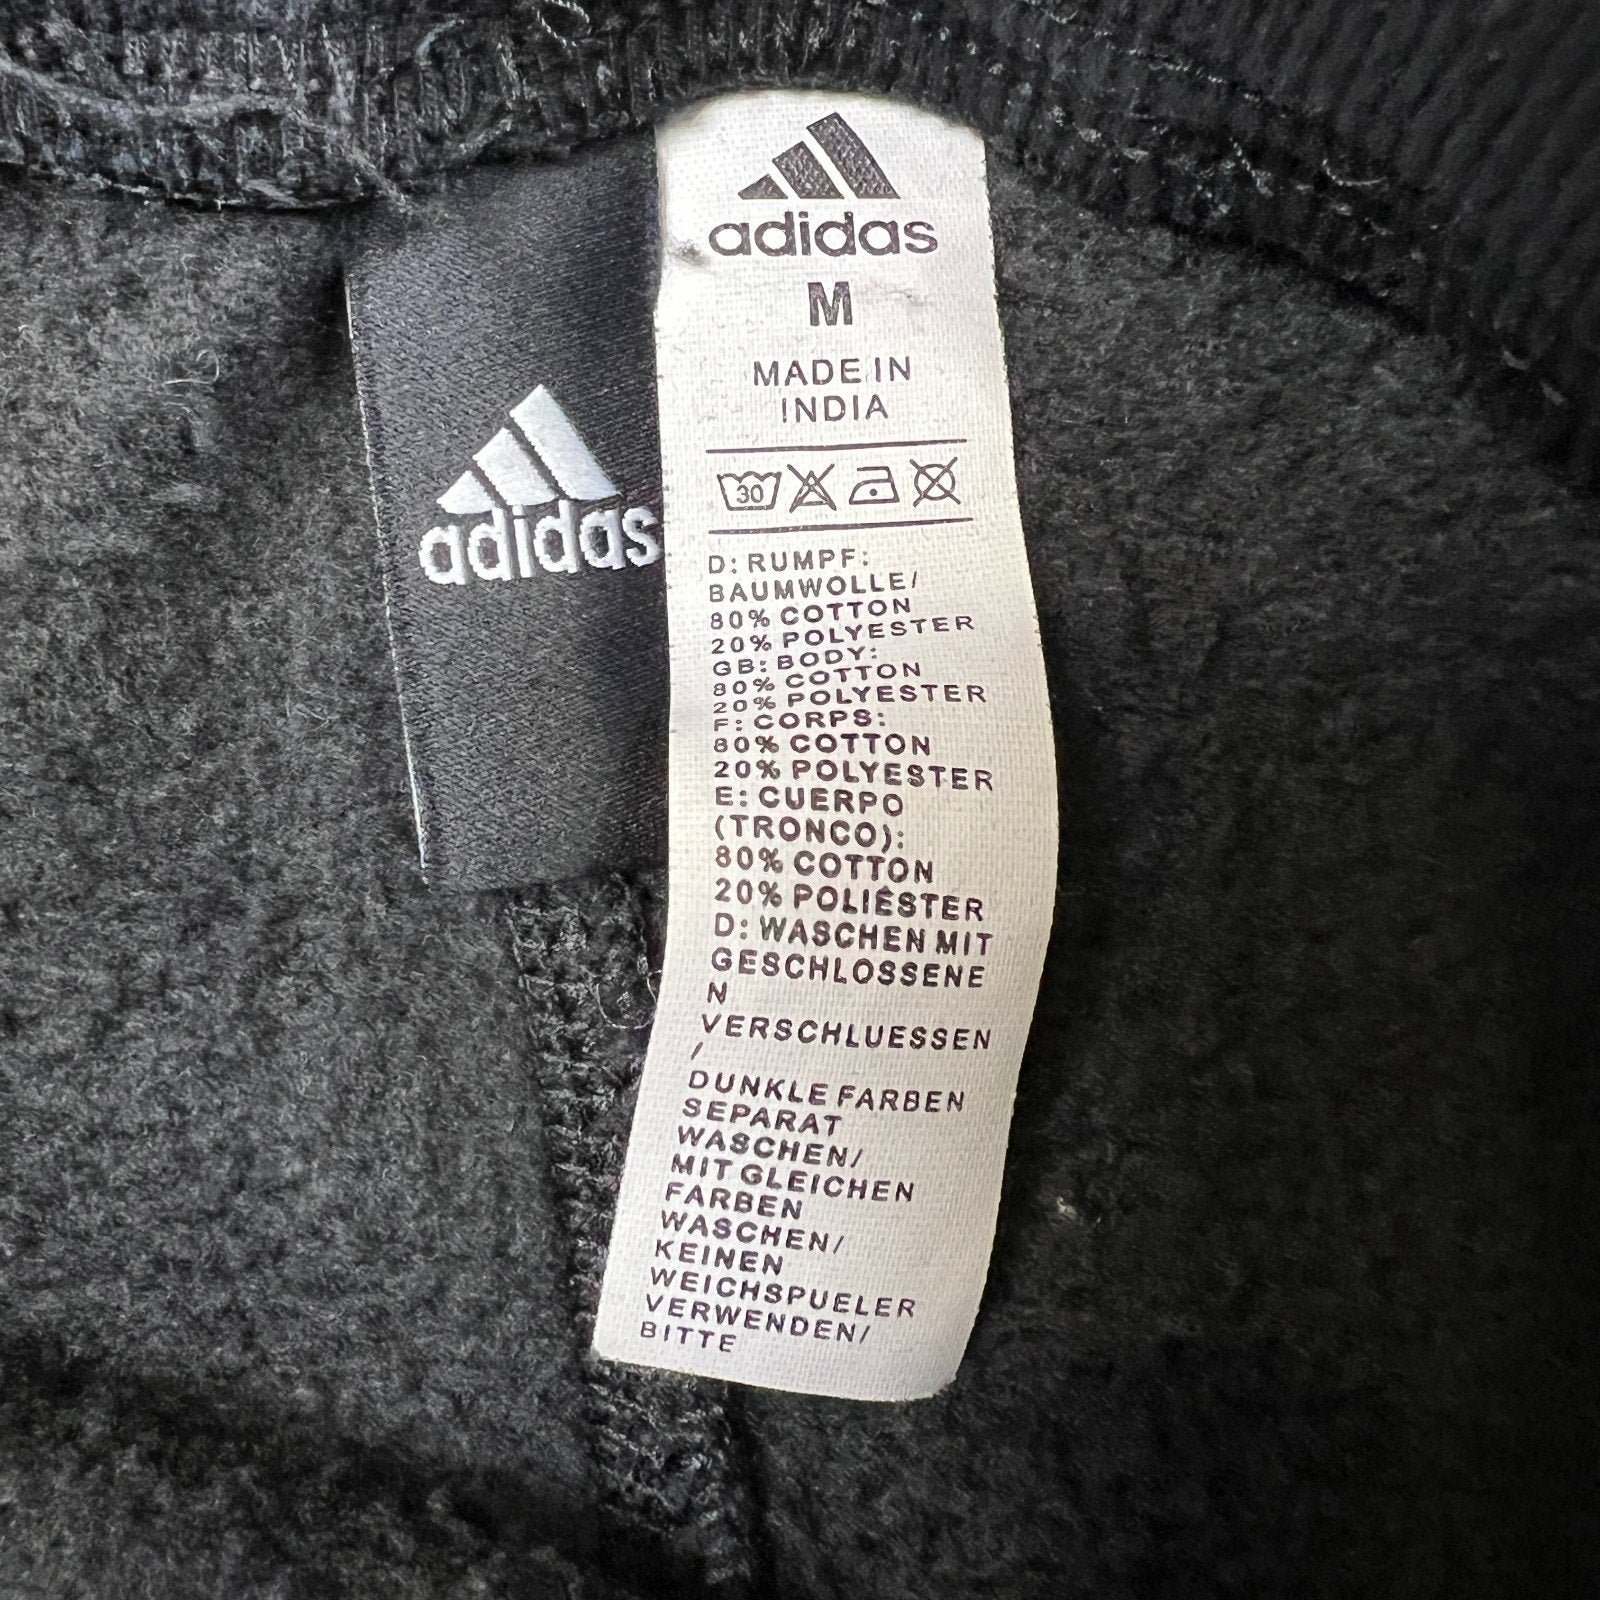 adidas
adidas
M
MADE IN
INDIA
30
D: RUMPF:
BAUMWOLLE/
80% COTTON
20% POLYESTER
GB: BODY:
80% COTTON
20% POLYESTER
F: CORPS:
80% COTTON
20% POLYESTER
E: CUERPO
(TRONCO):
80% COTTON
20% POLIÉSTER
D: WASCHEN MIT
GESCHLOSSENE
N
VERSCHLUESSEN
/
DUNKLE FARBEN
SEPARAT
WASCHEN/
MIT GLEICHEN
FARBEN
WASCHEN/
KEINEN
WEICHSPUELER
VERWENDEN/
BITTE